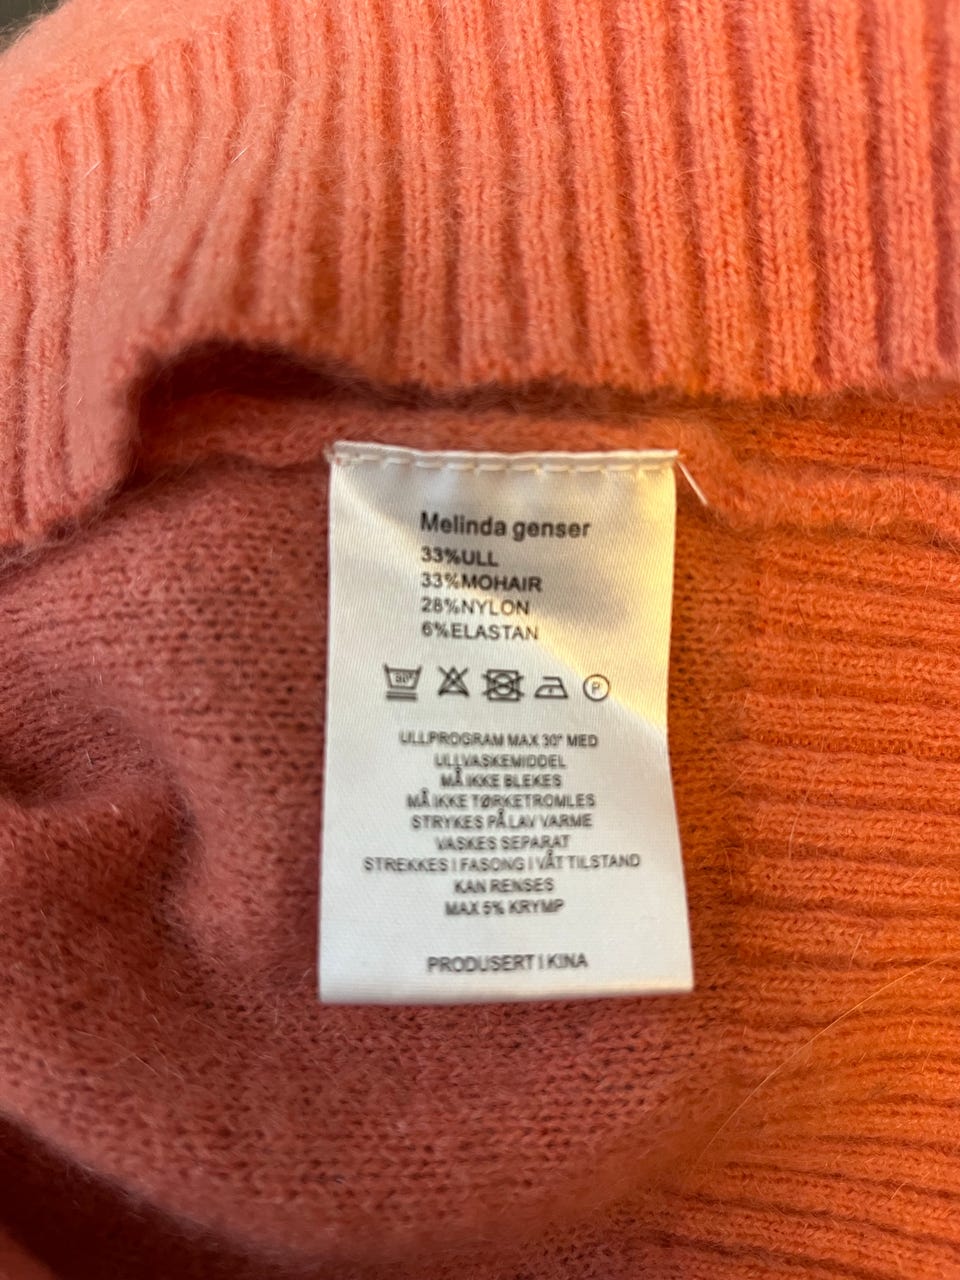 Melinda genser
33%ULL
33%MOHAIR
28%NYLON
6%ELASTAN
30° P
ULLPROGRAM MAX 30° MED
ULLVASKEMIDDEL
MÅ IKKE BLEKES
MÅ IKKE TØRKETROMLES
STRYKES PÅ LAV VARME
VASKES SEPARAT
STREKKES I FASONG I VÅT TILSTAND
KAN RENSES
MAX 5% KRYMP
PRODUSERT I KINA